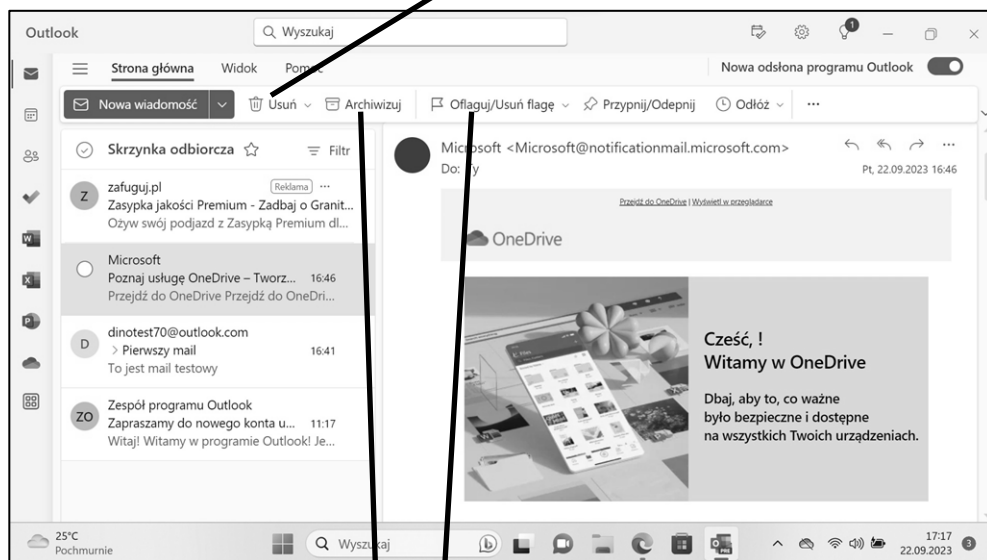 Outlook
Wyszukaj
1
Strona główna Widok Pomoc
Nowa odsłona programu Outlook
Nowa wiadomość Usuń Archiwizuj Oflaguj/Usuń flagę Przypnij/Odepnij Odłóż ...
Skrzynka odbiorcza Filtr
Z
zafuguj.pl Reklama ...
Zasypka jakości Premium - Zadbaj o Granit...
Ożyw swój podjazd z Zasypką Premium dl...
Microsoft
Poznaj usługę OneDrive – Tworz... 16:46
Przejdź do OneDrive Przejdź do OneDri...
D
dinotest70@outlook.com
> Pierwszy mail 16:41
To jest mail testowy
ZO
Zespół programu Outlook
Zapraszamy do nowego konta u... 11:17
Witaj! Witamy w programie Outlook! Je...
Microsoft <Microsoft@notificationmail.microsoft.com>
Do: Ty
Pt, 22.09.2023 16:46
Przejdź do OneDrive | Wyświetl w przeglądarce
OneDrive
Cześć, !
Witamy w OneDrive
Dbaj, aby to, co ważne
było bezpieczne i dostępne
na wszystkich Twoich urządzeniach.
25°C
Pochmurnie
Wyszukaj
17:17
22.09.2023
3